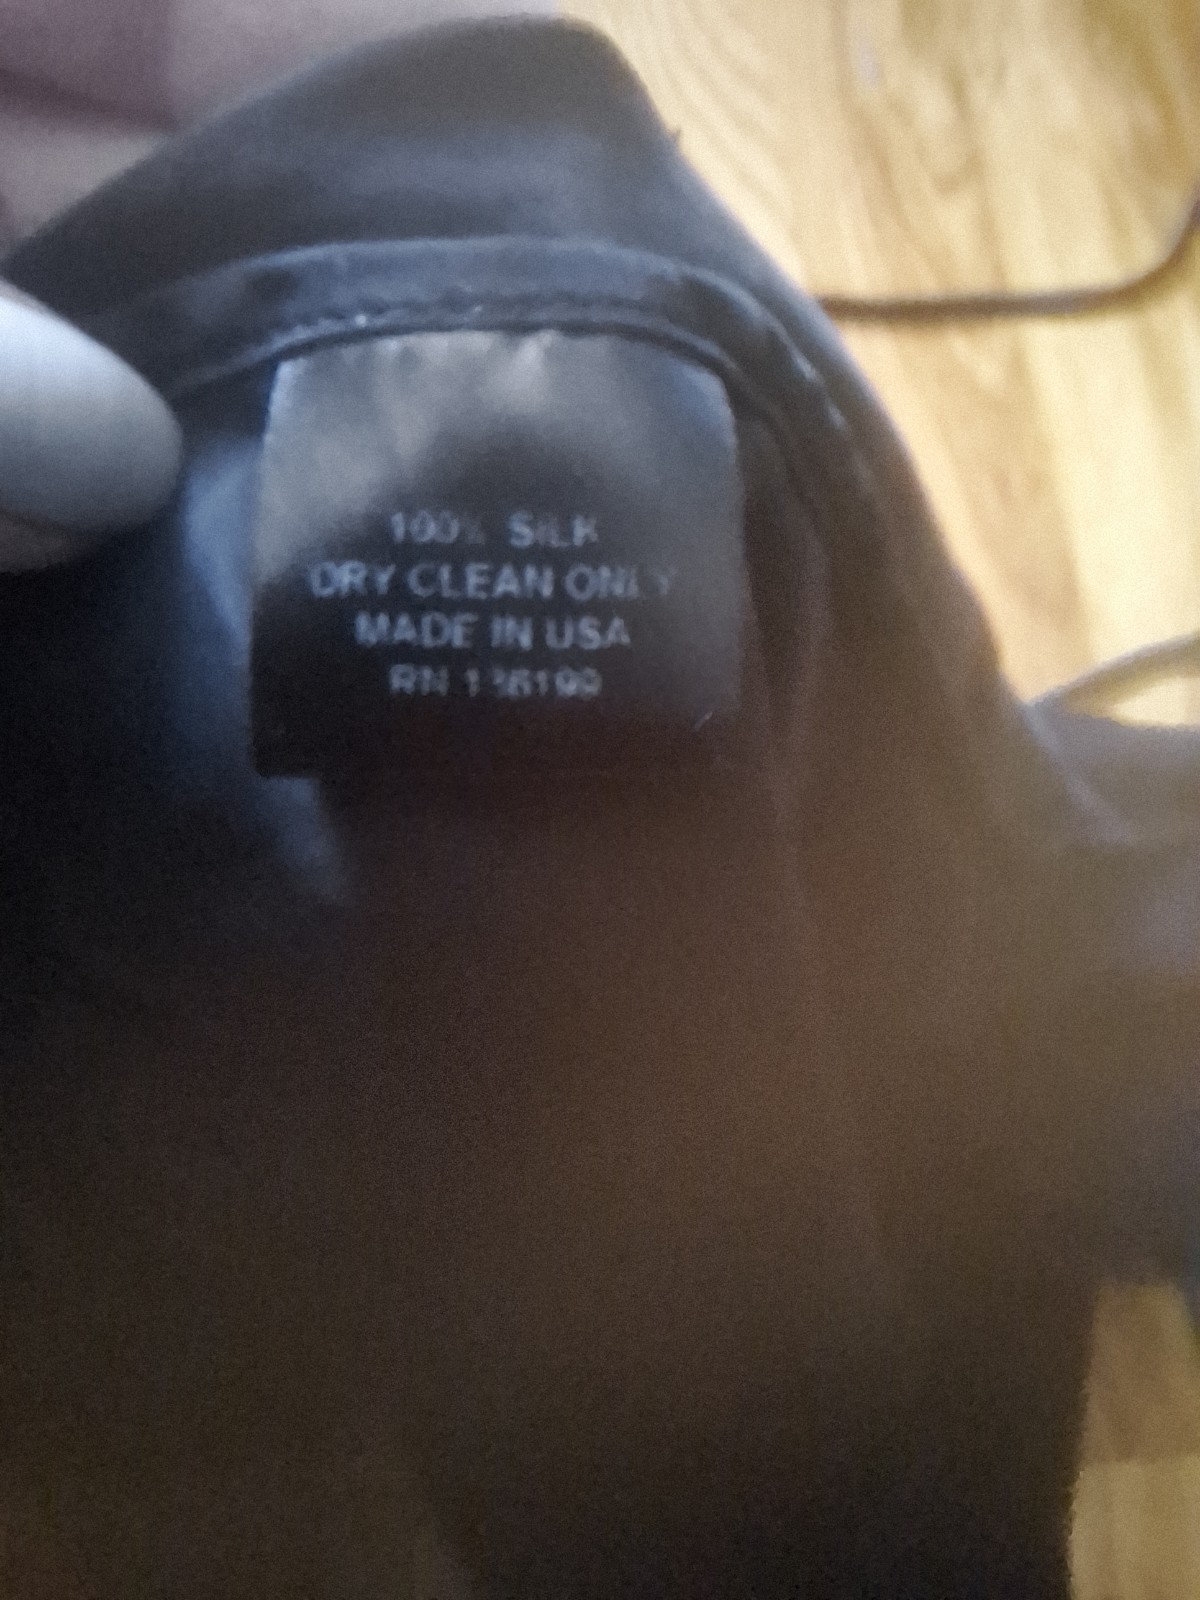 100% SILK
DRY CLEAN ONLY
MADE IN USA
RN